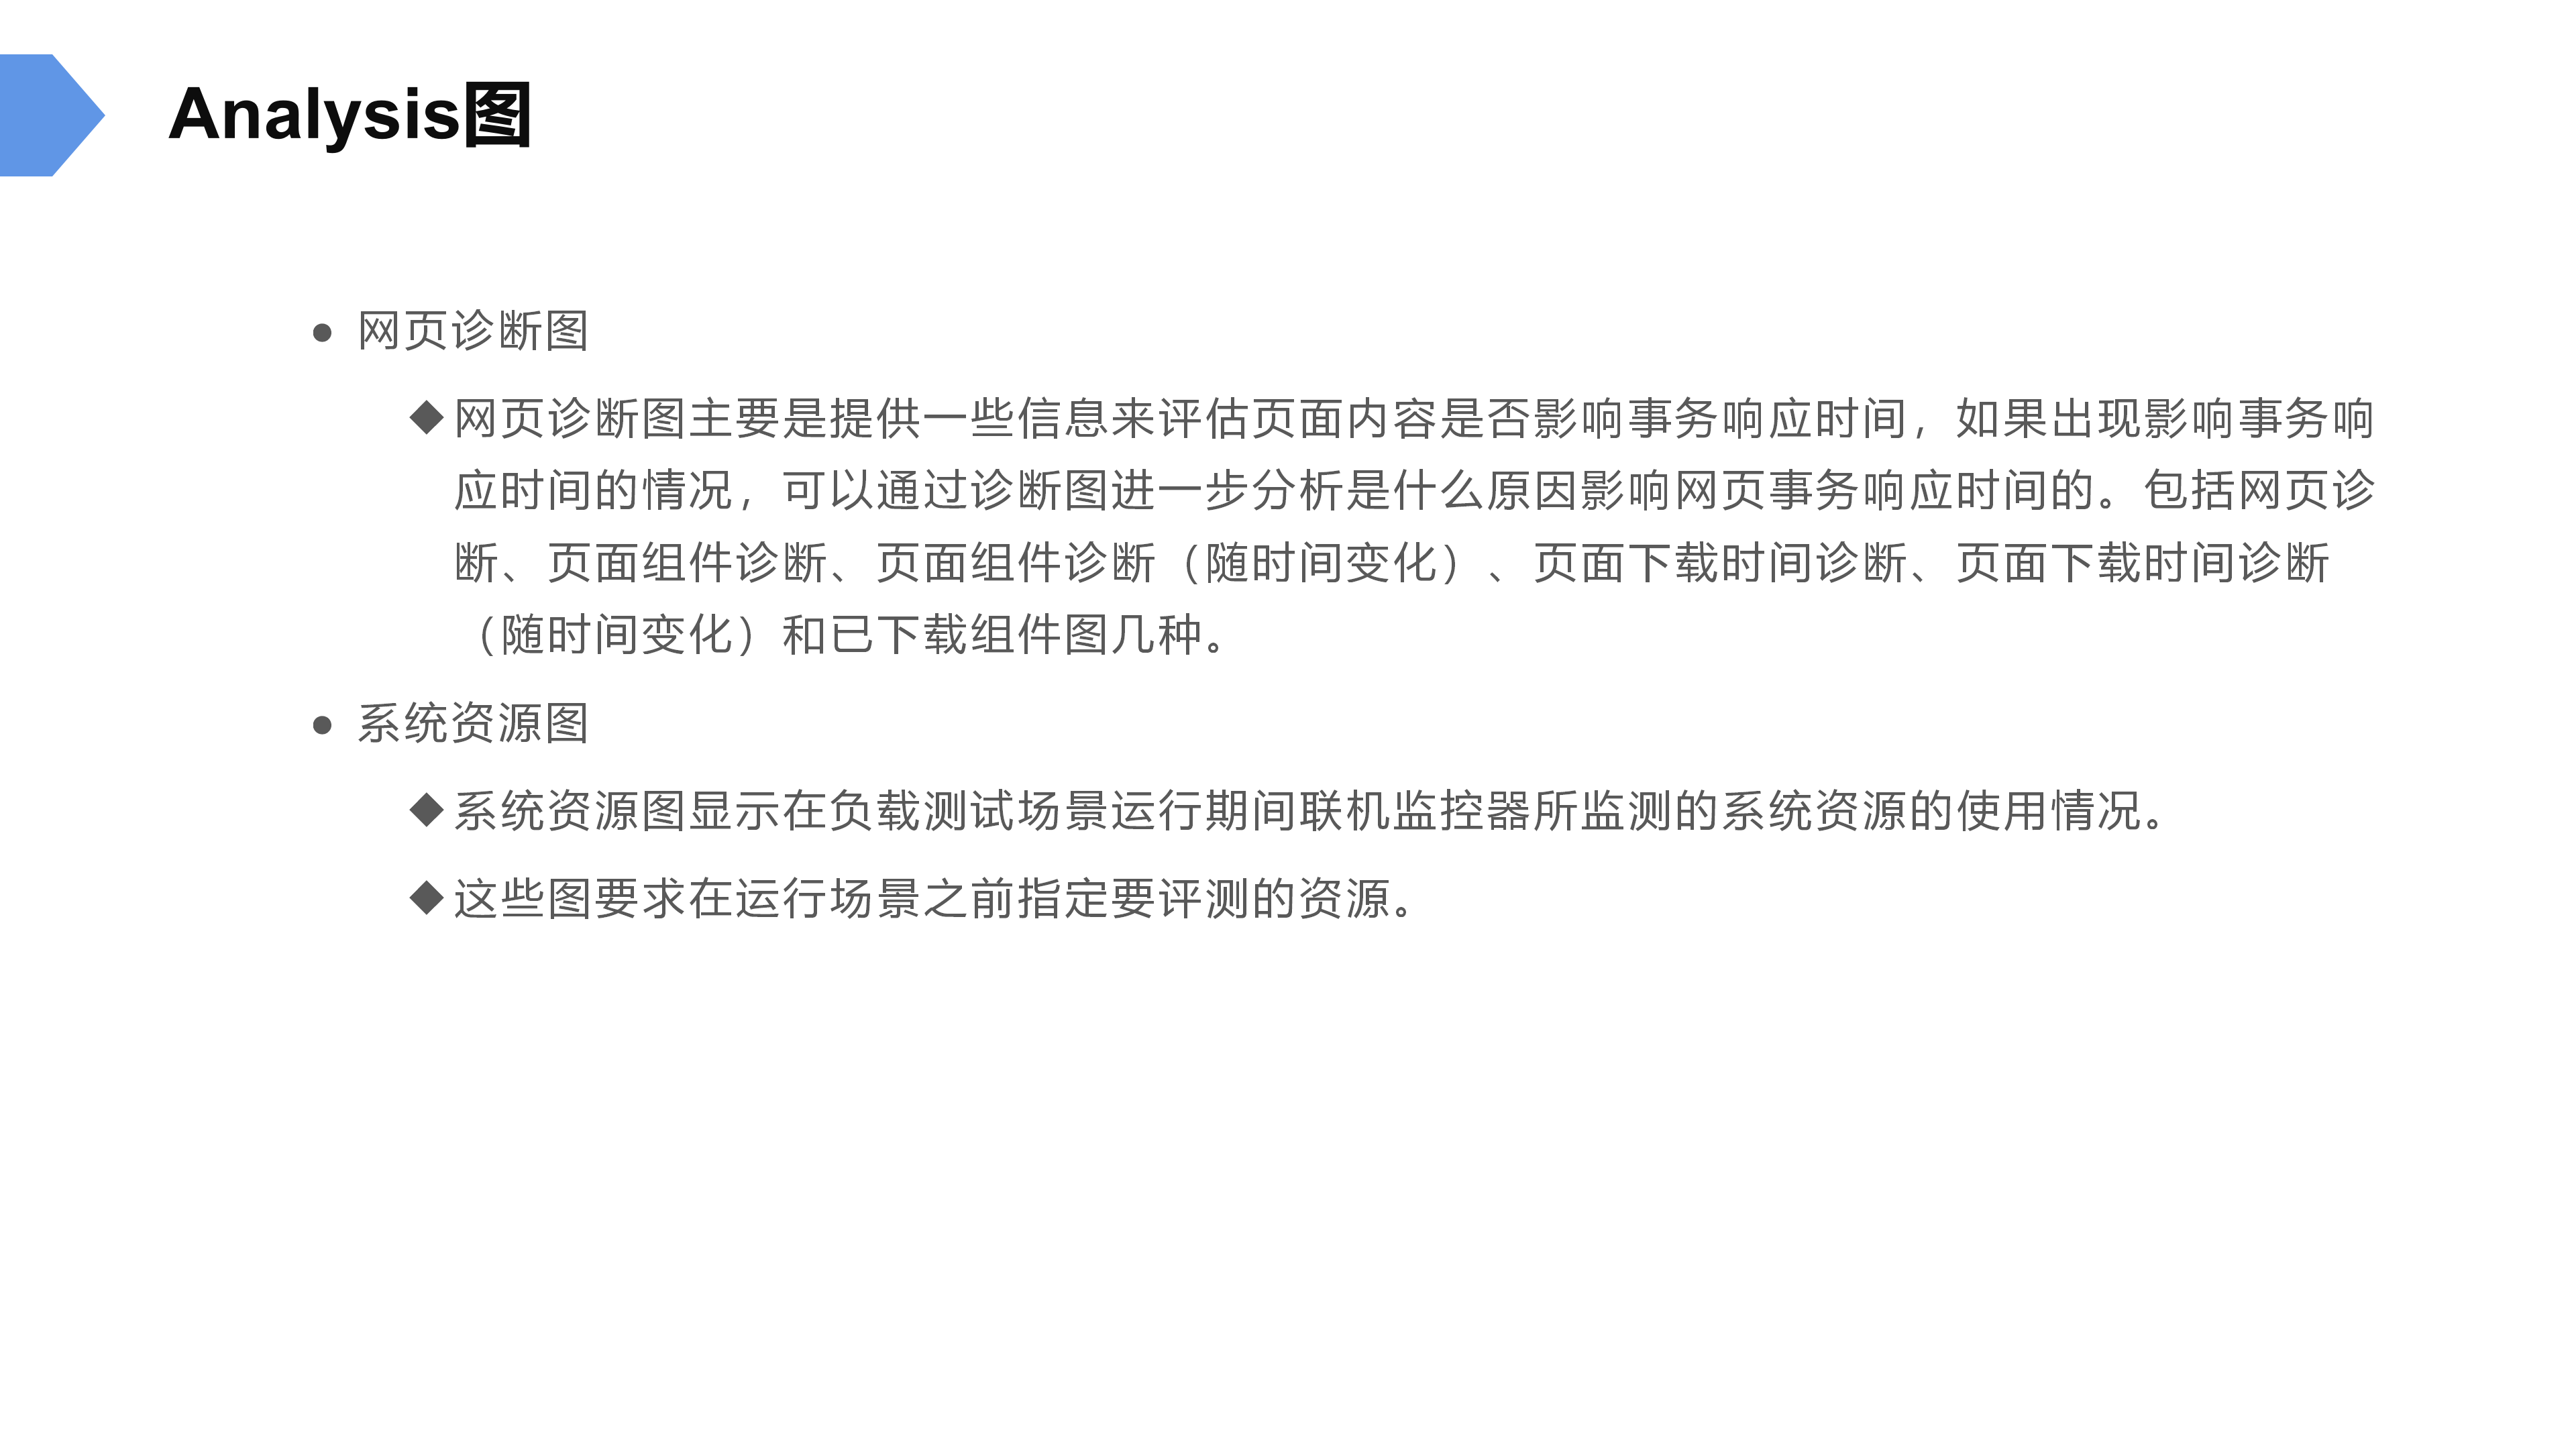 Analysis图
● 网页诊断图
◆网页诊断图主要是提供一些信息来评估页面内容是否影响事务响应时间，如果出现影响事务响
应时间的情况，可以通过诊断图进一步分析是什么原因影响网页事务响应时间的。包括网页诊
断、页面组件诊断、页面组件诊断（随时间变化）、页面下载时间诊断、页面下载时间诊断
（随时间变化）和已下载组件图几种。
● 系统资源图
◆系统资源图显示在负载测试场景运行期间联机监控器所监测的系统资源的使用情况。
◆这些图要求在运行场景之前指定要评测的资源。